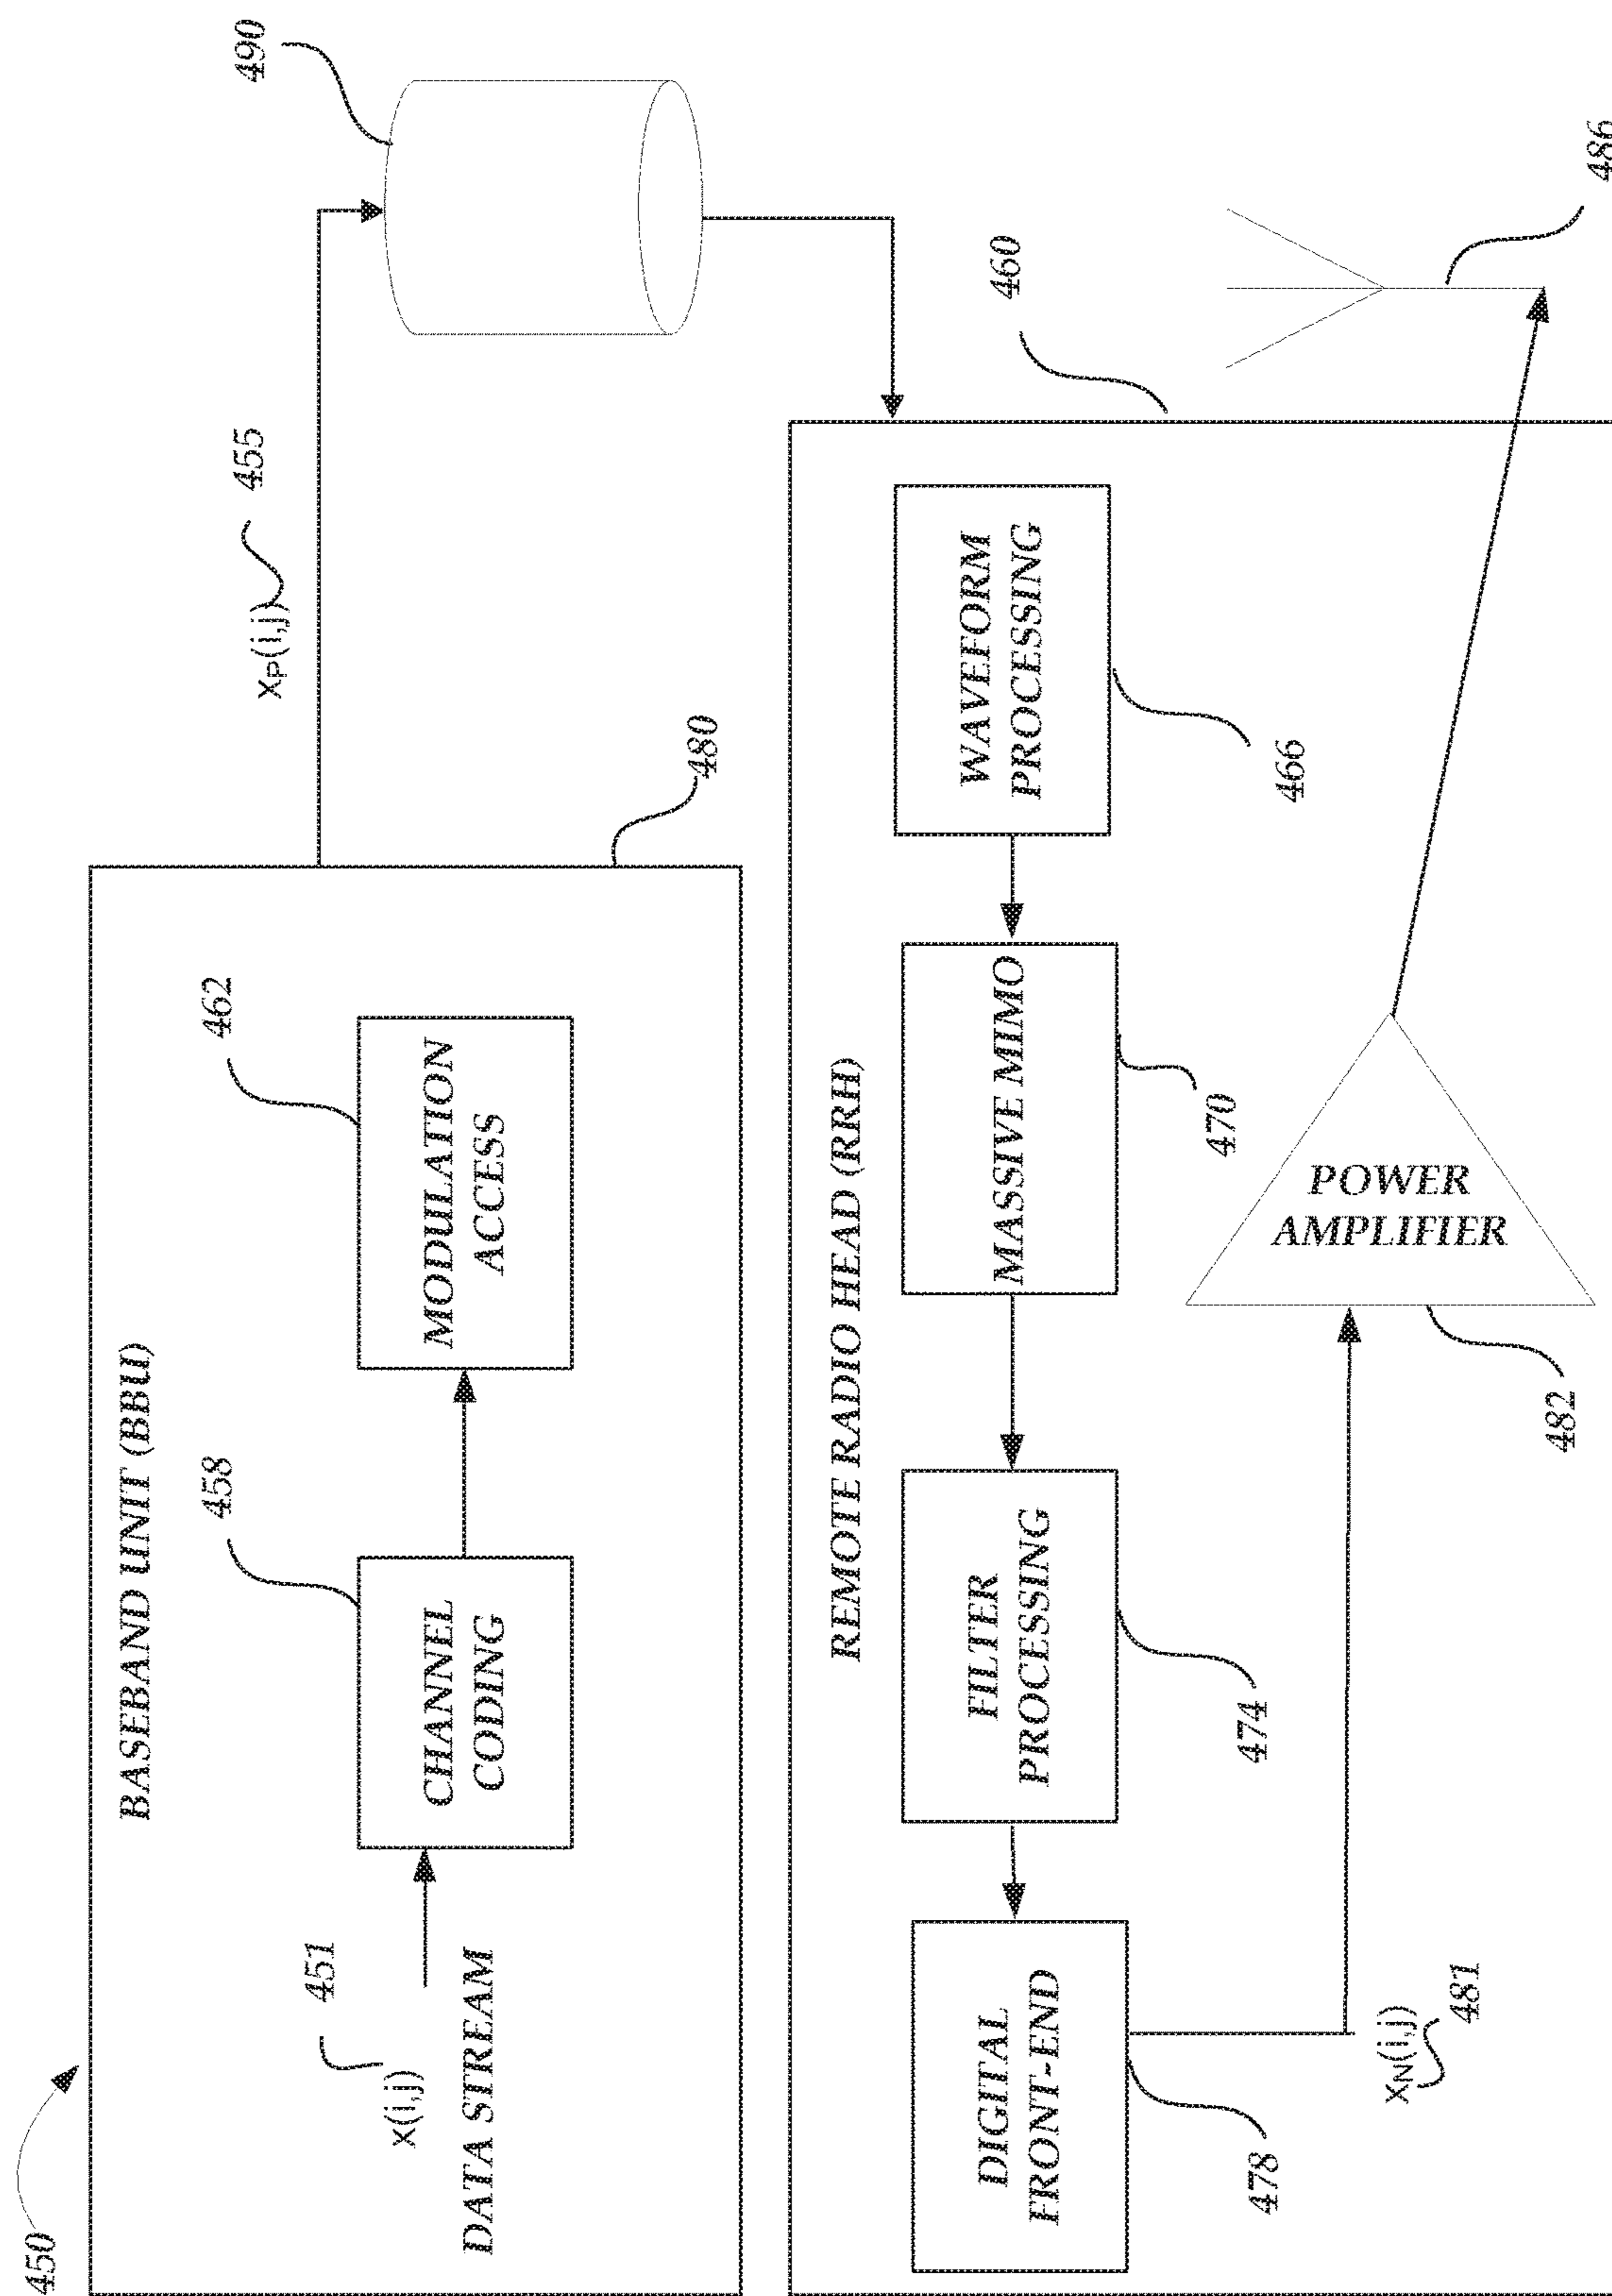 450
BASEBAND UNIT (BBU)
451
x(i,j)
DATA STREAM
458
CHANNEL
CODING
462
MODULATION
ACCESS
480
xP(i,j)
455
490
REMOTE RADIO HEAD (RRH)
460
WAVEFORM
PROCESSING
466
MASSIVE MIMO
470
FILTER
PROCESSING
474
DIGITAL
FRONT-END
478
xN(i,j)
481
POWER
AMPLIFIER
482
486